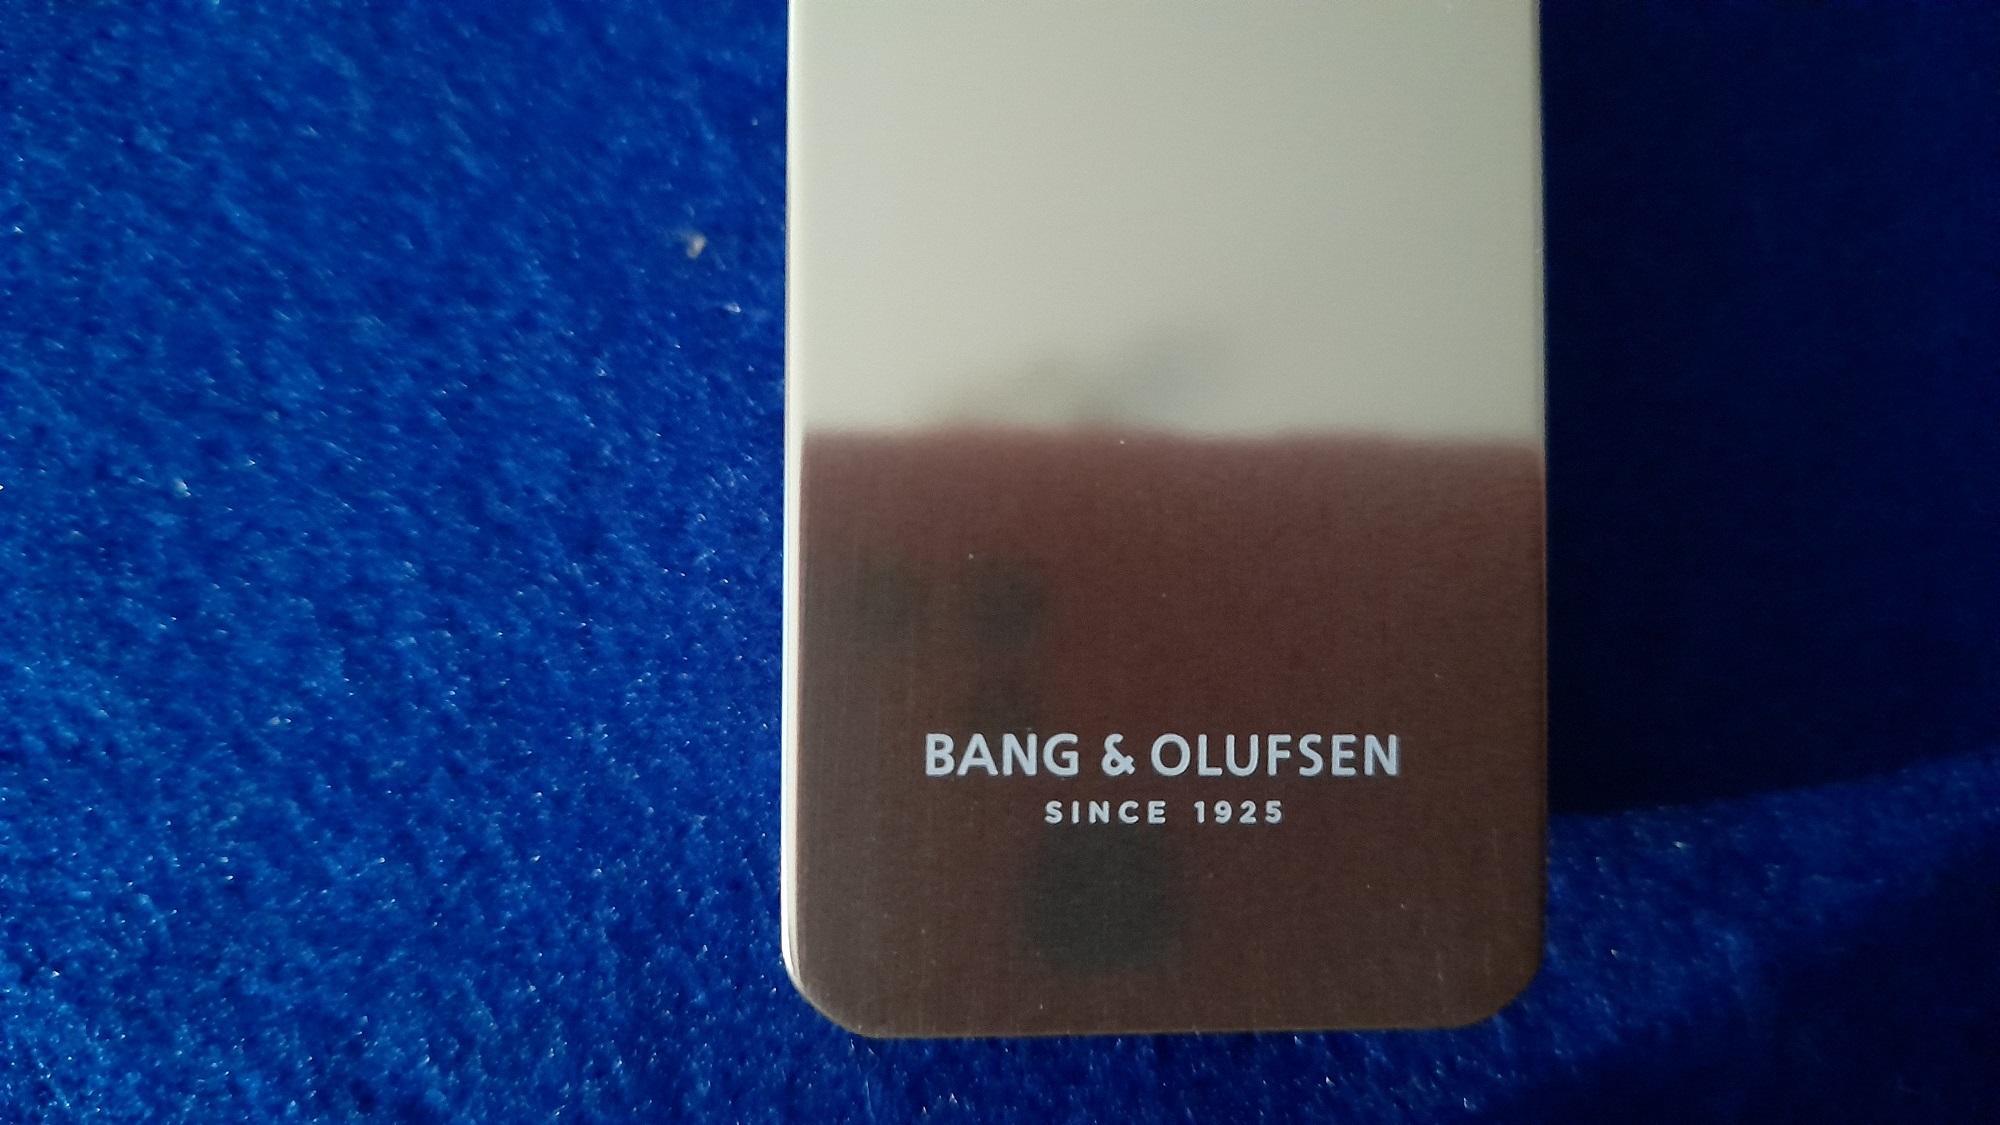 BANG & OLUFSEN
SINCE 1925